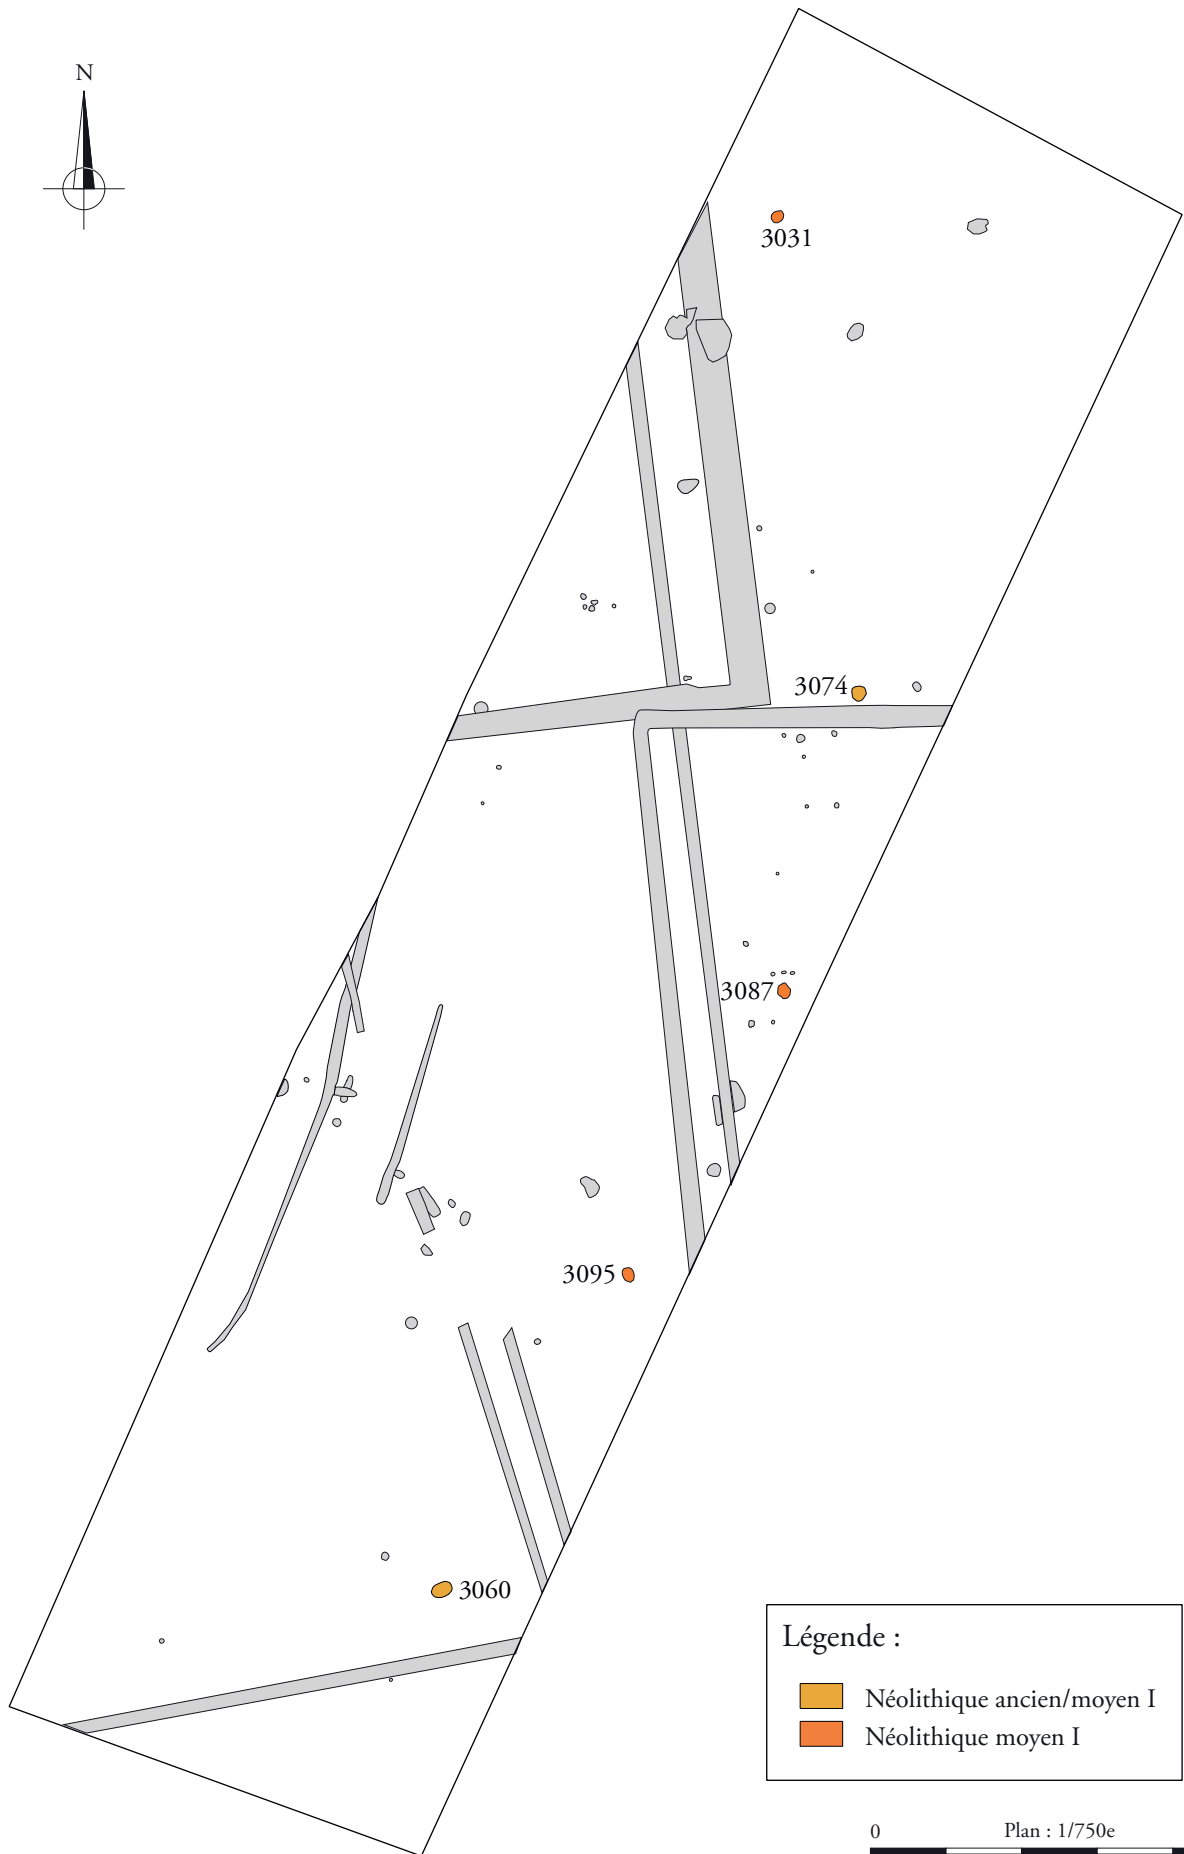 N
3031
3074
3087
3095
3060
Légende :
Néolithique ancien/moyen I
Néolithique moyen I
0 Plan : 1/750e